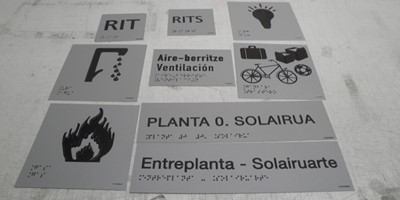 RIT
RITS
Aire-berritze
Ventilación
PLANTA 0. SOLAIRUA
Entreplanta - Solairuarte